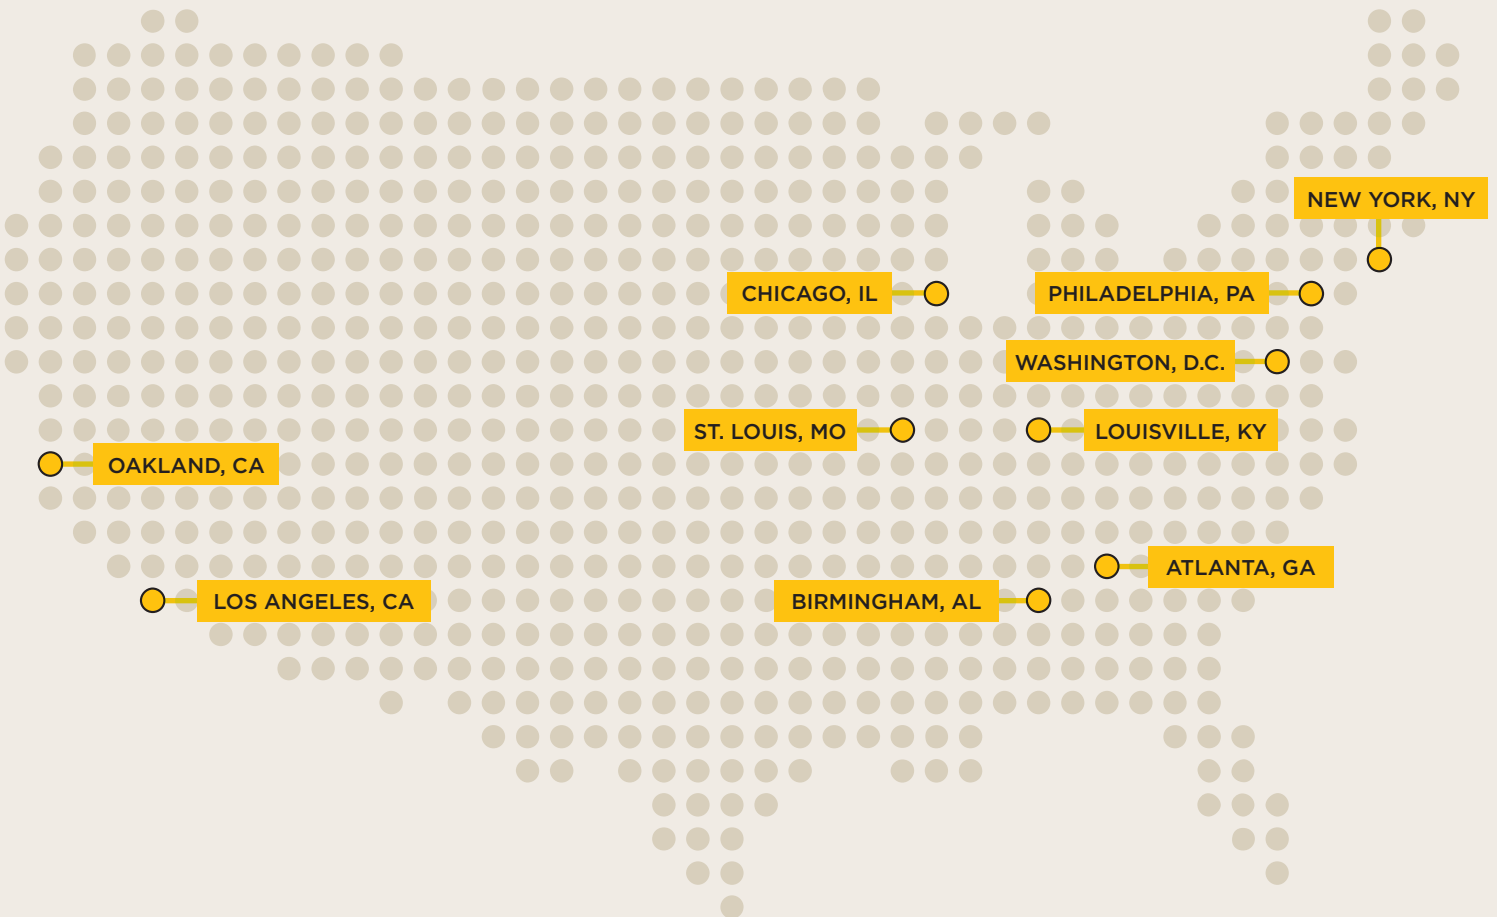 NEW YORK, NY
CHICAGO, IL
PHILADELPHIA, PA
WASHINGTON, D.C.
ST. LOUIS, MO
LOUISVILLE, KY
OAKLAND, CA
ATLANTA, GA
LOS ANGELES, CA
BIRMINGHAM, AL